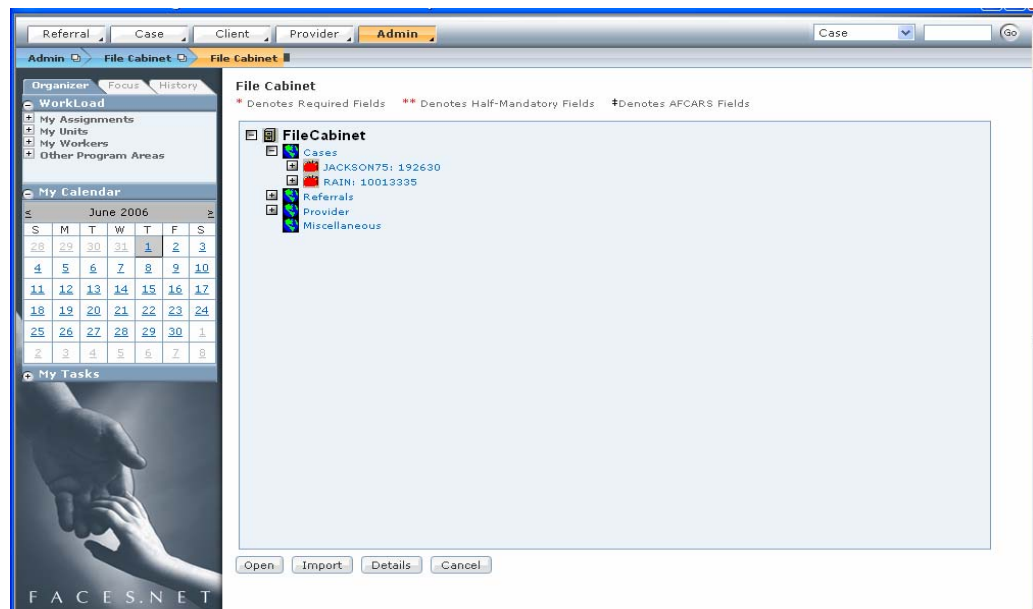 Referral Case Client Provider Admin Case Go
Admin File Cabinet File Cabinet
Organizer Focus History
WorkLoad
My Assignments
My Units
My Workers
Other Program Areas
My Calendar
≤ June 2006 ≥
S M T W T F S
28 29 30 31 1 2 3
4 5 6 7 8 9 10
11 12 13 14 15 16 17
18 19 20 21 22 23 24
25 26 27 28 29 30 1
2 3 4 5 6 7 8
My Tasks
FACES.NET
File Cabinet
* Denotes Required Fields ** Denotes Half-Mandatory Fields ‡Denotes AFCARS Fields
FileCabinet
Cases
JACKSON75: 192630
RAIN: 10013335
Referrals
Provider
Miscellaneous
Open Import Details Cancel